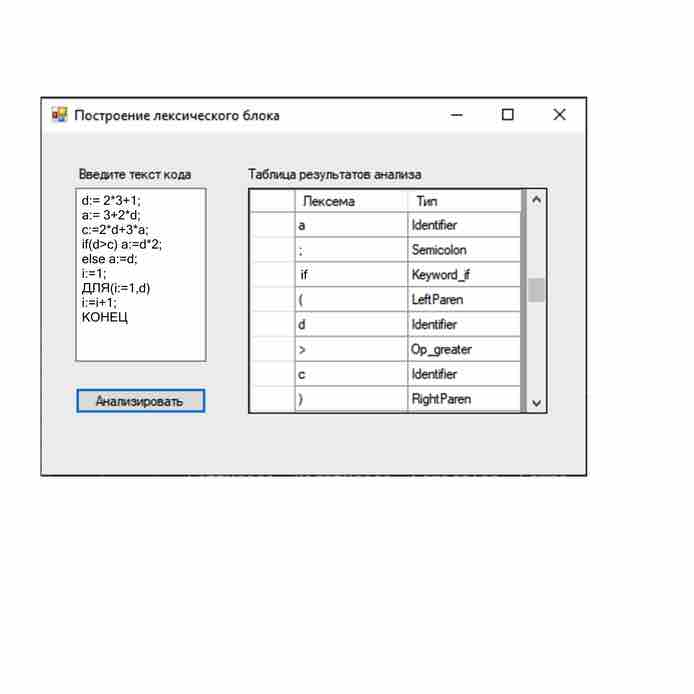 Построение лексического блока
Введите текст кода
d:= 2*3+1;
a:= 3+2*d;
c:=2*d+3*a;
if(d>c) a:=d*2;
else a:=d;
i:=1;
ДЛЯ(i:=1,d)
i:=i+1;
КОНЕЦ
Анализировать
Таблица результатов анализа
Лексема Тип
a Identifier
; Semicolon
if Keyword_if
( LeftParen
d Identifier
> Op_greater
c Identifier
) RightParen